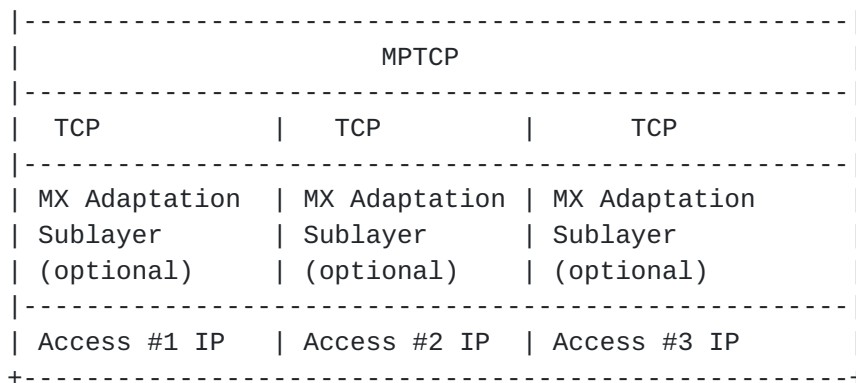 |-----------------------------------------------------|
|                       MPTCP                         |
|-----------------------------------------------------|
|  TCP           |   TCP         |      TCP           |
|-----------------------------------------------------|
| MX Adaptation  | MX Adaptation | MX Adaptation      |
| Sublayer       | Sublayer      | Sublayer           |
| (optional)     | (optional)    | (optional)         |
|-----------------------------------------------------|
| Access #1 IP   | Access #2 IP  | Access #3 IP       |
+-----------------------------------------------------+